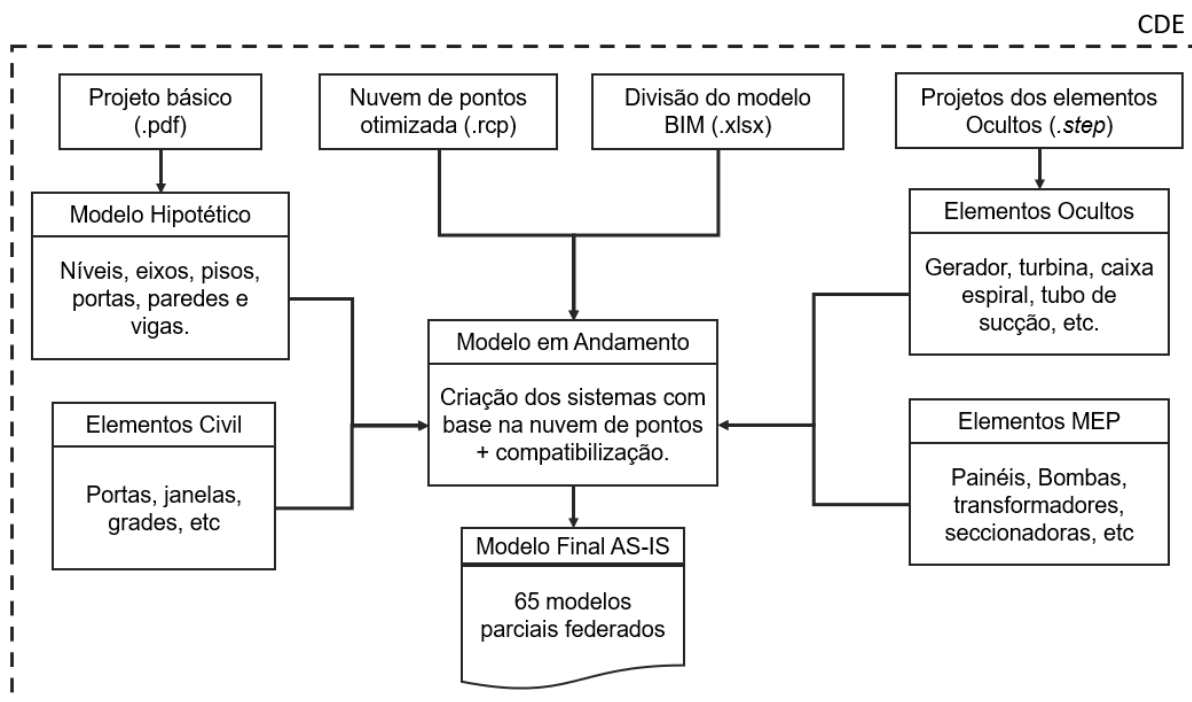 CDE
Projeto básico
(.pdf)
Nuvem de pontos
otimizada (.rcp)
Divisão do modelo
BIM (.xlsx)
Projetos dos elementos
Ocultos (.step)
Modelo Hipotético
Níveis, eixos, pisos,
portas, paredes e
vigas.
Elementos Ocultos
Gerador, turbina, caixa
espiral, tubo de
sucção, etc.
Modelo em Andamento
Criação dos sistemas com
base na nuvem de pontos
+ compatibilização.
Elementos Civil
Portas, janelas,
grades, etc
Elementos MEP
Painéis, Bombas,
transformadores,
seccionadoras, etc
Modelo Final AS-IS
65 modelos
parciais federados